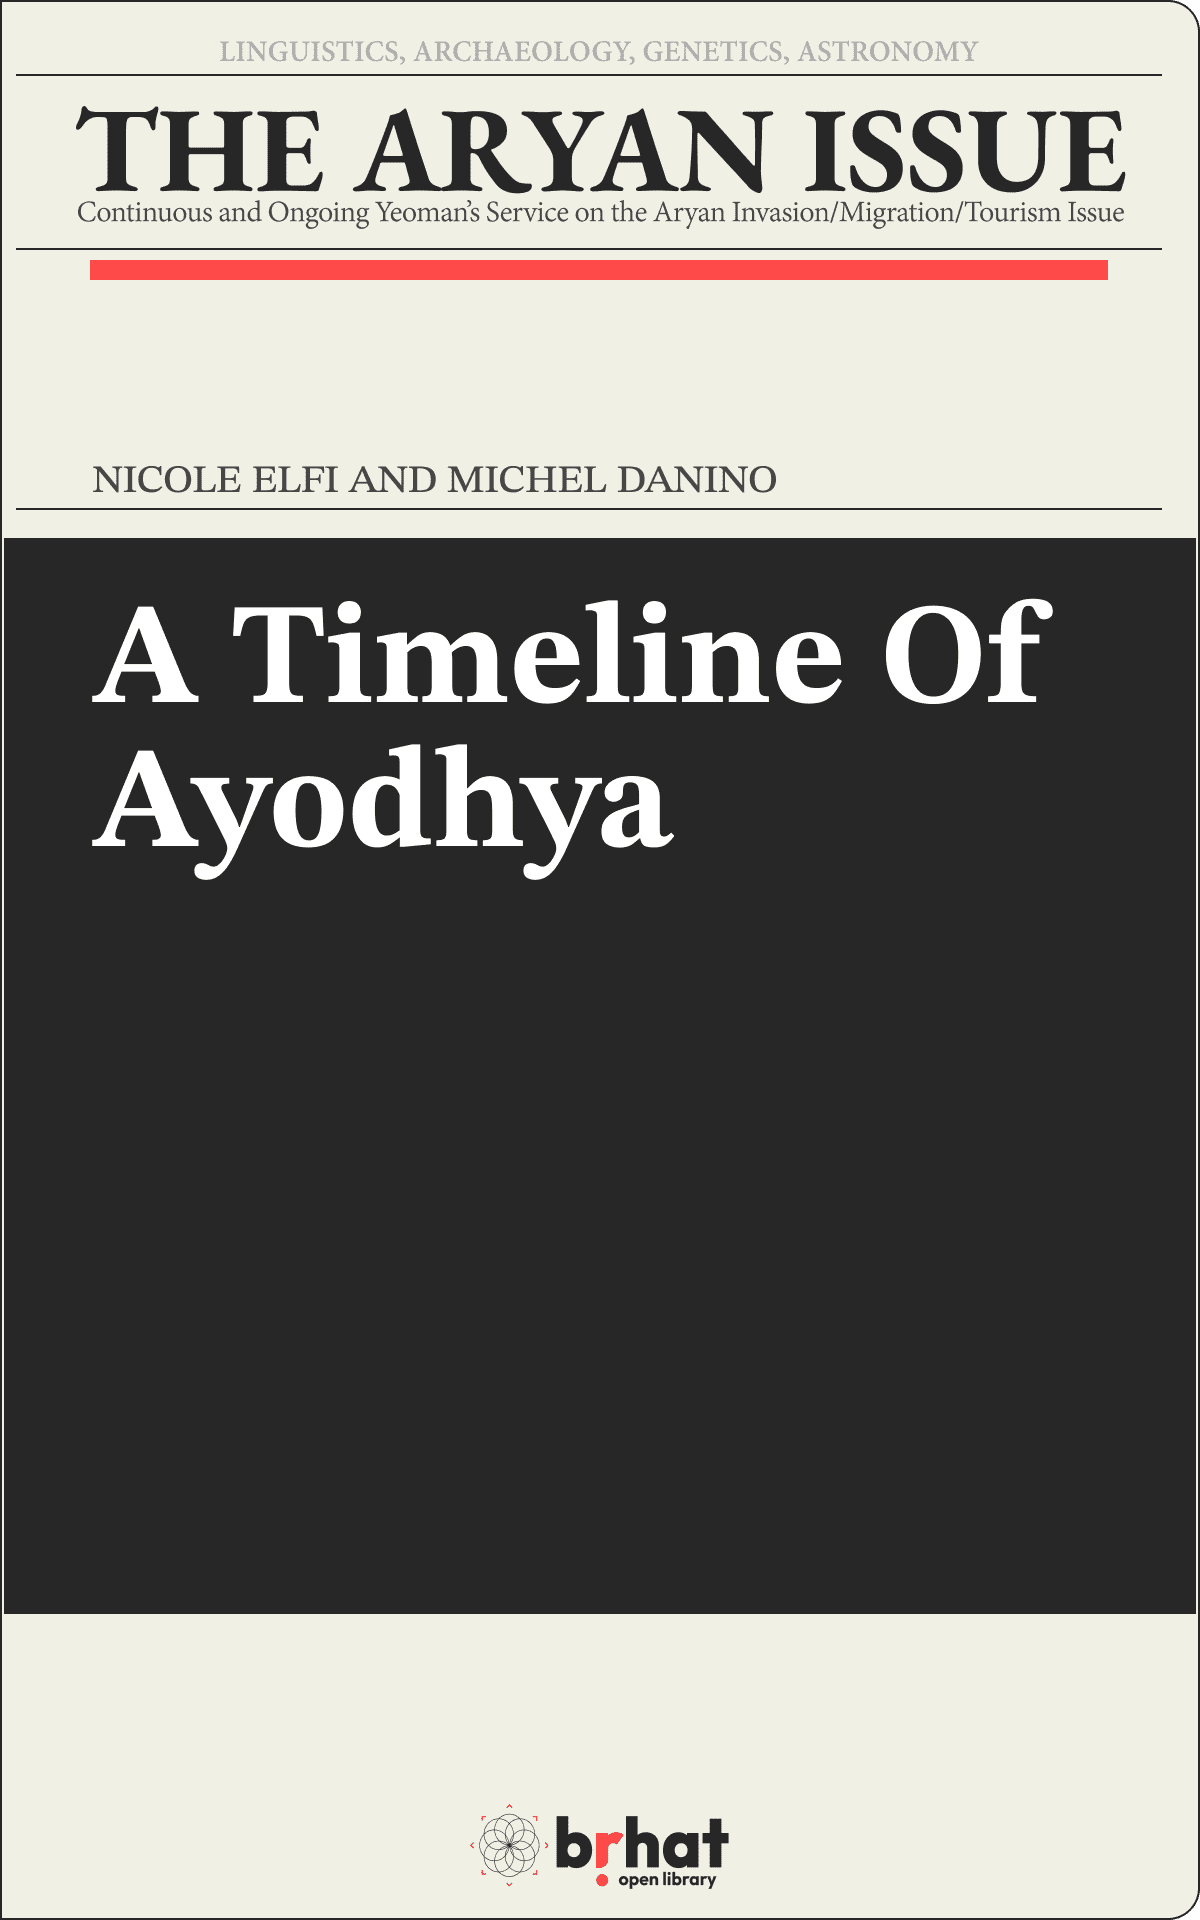 LINGUISTICS, ARCHAEOLOGY, GENETICS, ASTRONOMY
THE ARYAN ISSUE
Continuous and Ongoing Yeoman’s Service on the Aryan Invasion/Migration/Tourism Issue
NICOLE ELFI AND MICHEL DANINO
A Timeline Of
Ayodhya
bṛhat
open library